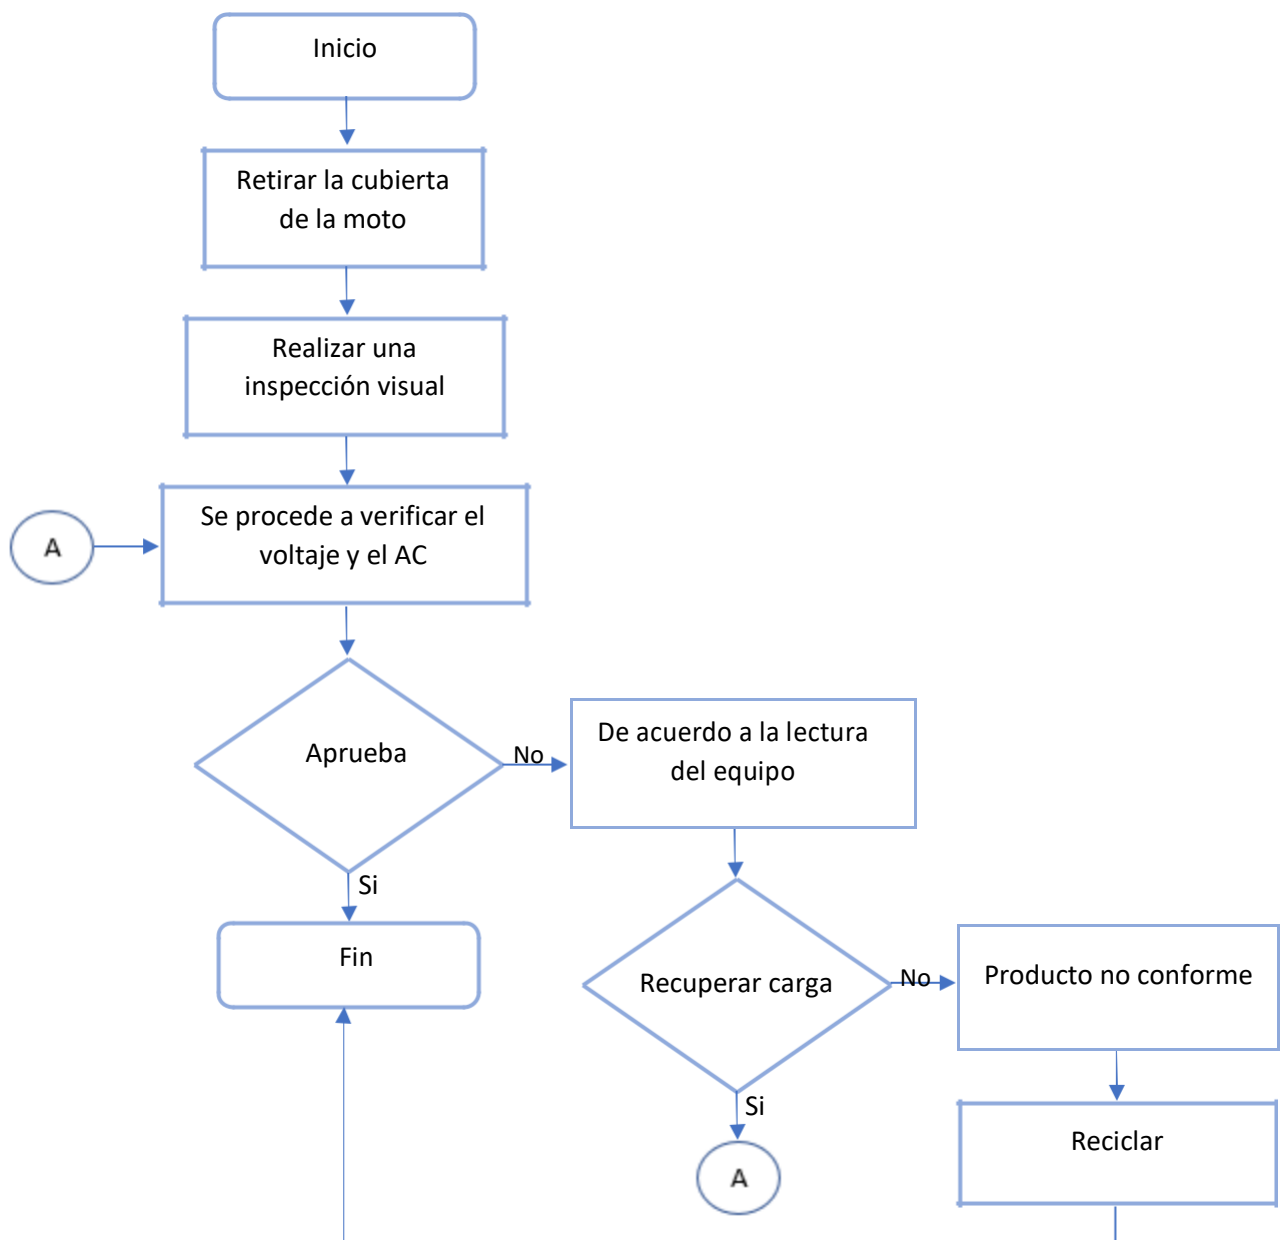 Inicio
Retirar la cubierta
de la moto
Realizar una
inspección visual
Se procede a verificar el
voltaje y el AC
A
Aprueba
No
De acuerdo a la lectura
del equipo
Si
Fin
Recuperar carga
No
Producto no conforme
Si
A
Reciclar